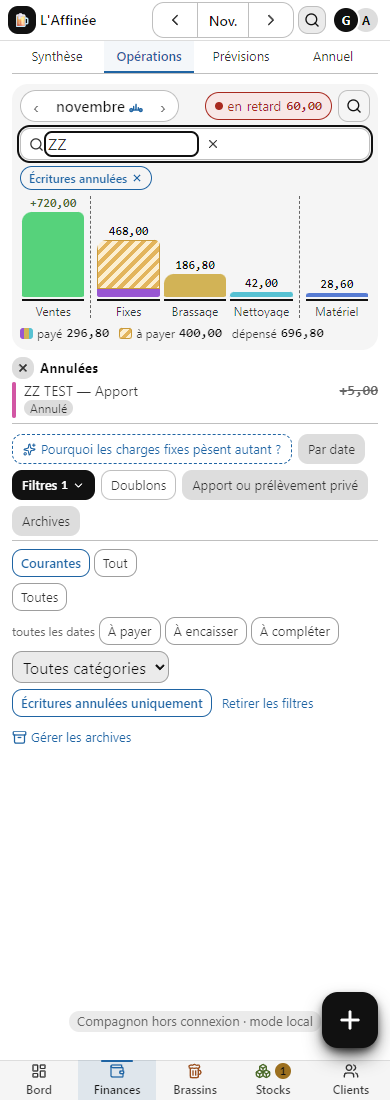 L'Affinée
Nov.
G A
Synthèse Opérations Prévisions Annuel
novembre
en retard 60,00
ZZ
Écritures annulées ×
+720,00 468,00 186,80 42,00 28,60
Ventes Fixes Brassage Nettoyage Matériel
payé 296,80 à payer 400,00 dépensé 696,80
Annulées
ZZ TEST — Apport +5,00
Annulé
Pourquoi les charges fixes pèsent autant ? Par date
Filtres 1 Doublons Apport ou prélèvement privé
Archives
Courantes Tout
Toutes
toutes les dates À payer À encaisser À compléter
Toutes catégories
Écritures annulées uniquement Retirer les filtres
Gérer les archives
Compagnon hors connexion · mode local
1
Bord Finances Brassins Stocks Clients